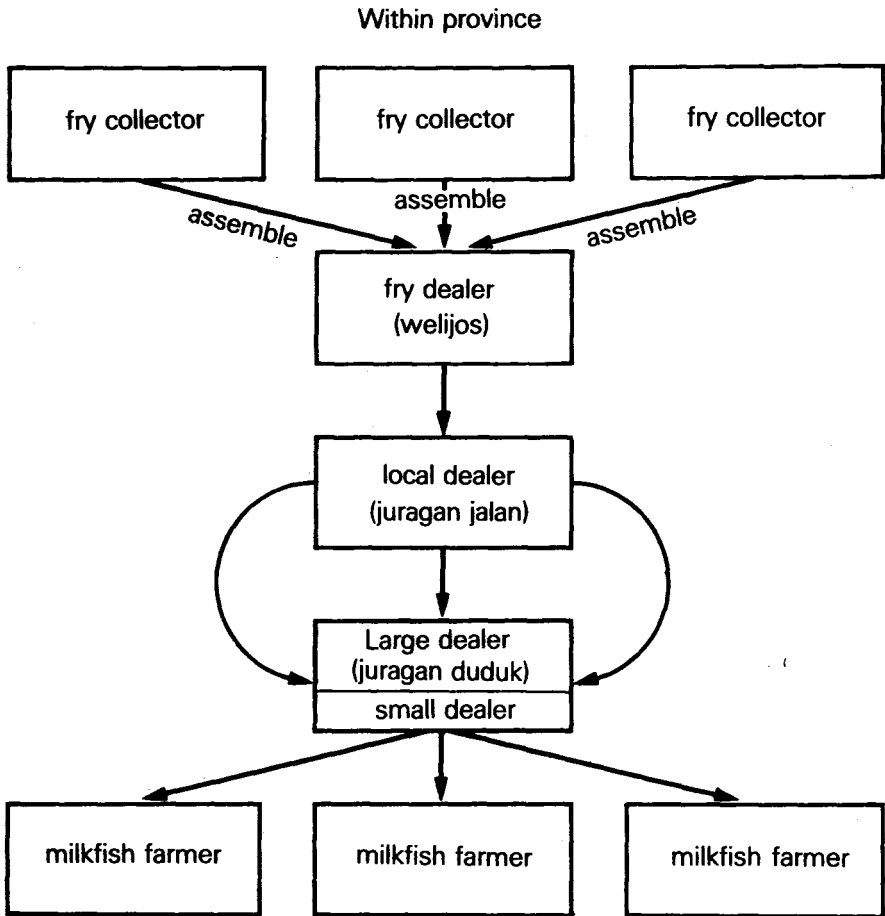 Within province
fry collector
fry collector
fry collector
assemble
assemble
assemble
fry dealer
(welijos)
local dealer
(juragan jalan)
Large dealer
(juragan duduk)
small dealer
milkfish farmer
milkfish farmer
milkfish farmer